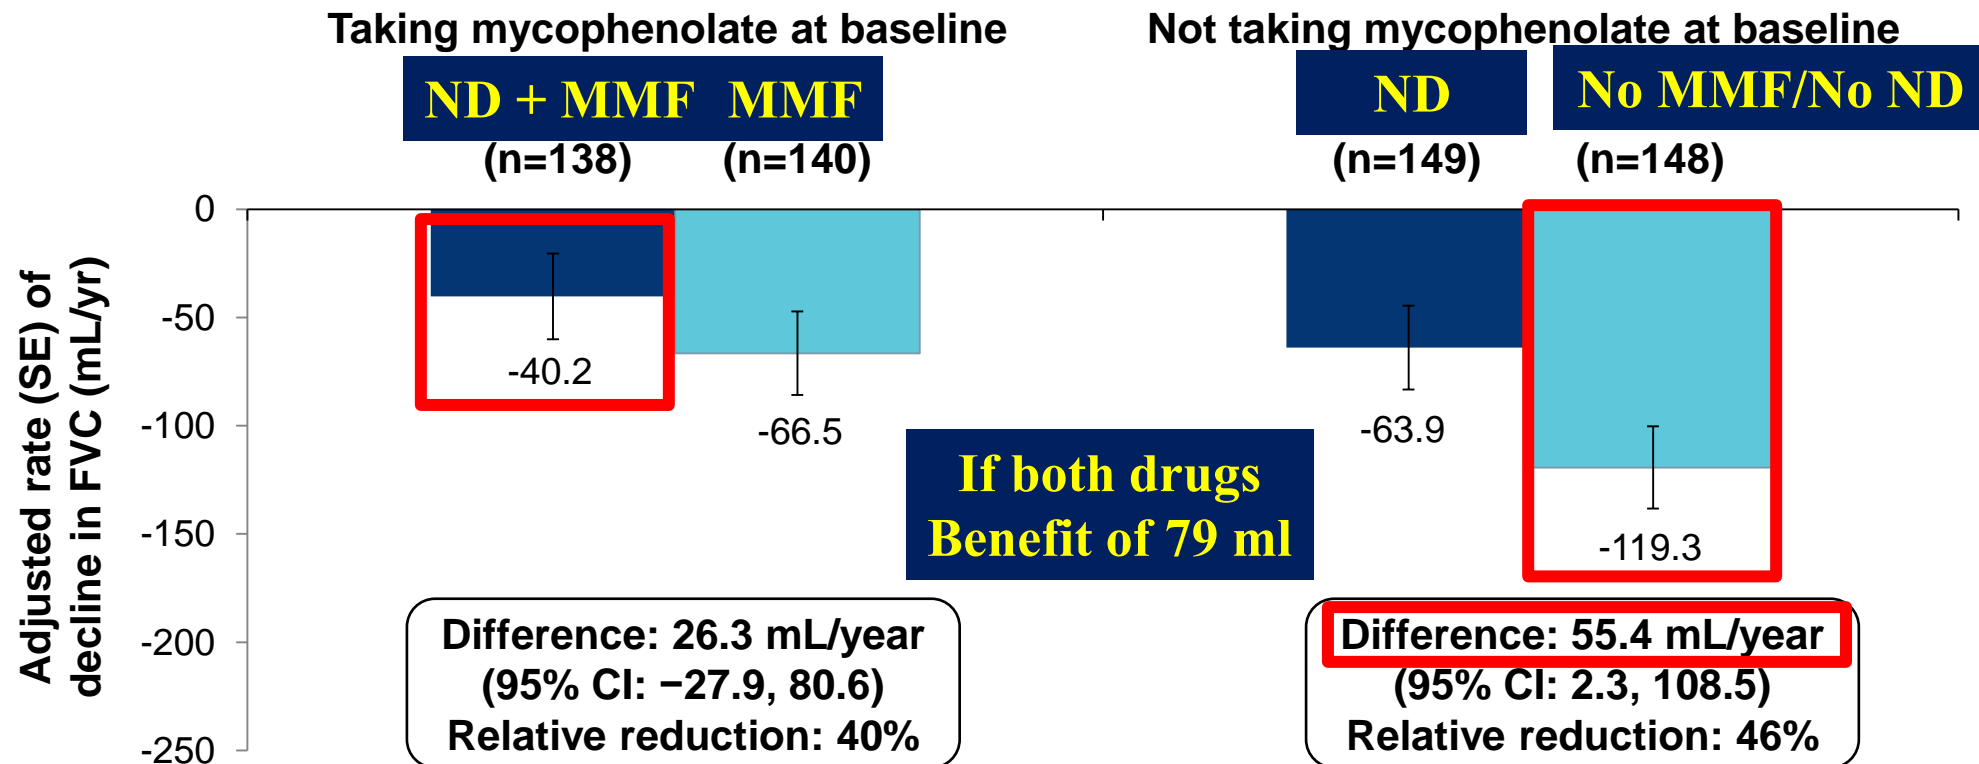 Taking mycophenolate at baseline
Not taking mycophenolate at baseline
ND + MMF MMF
ND
No MMF/No ND
(n=138)
(n=140)
(n=149)
(n=148)
Adjusted rate (SE) of
decline in FVC (mL/yr)
0
-50
-100
-150
-200
-250
-40.2
-66.5
-63.9
-119.3
If both drugs
Benefit of 79 ml
Difference: 26.3 mL/year
(95% CI: −27.9, 80.6)
Relative reduction: 40%
Difference: 55.4 mL/year
(95% CI: 2.3, 108.5)
Relative reduction: 46%